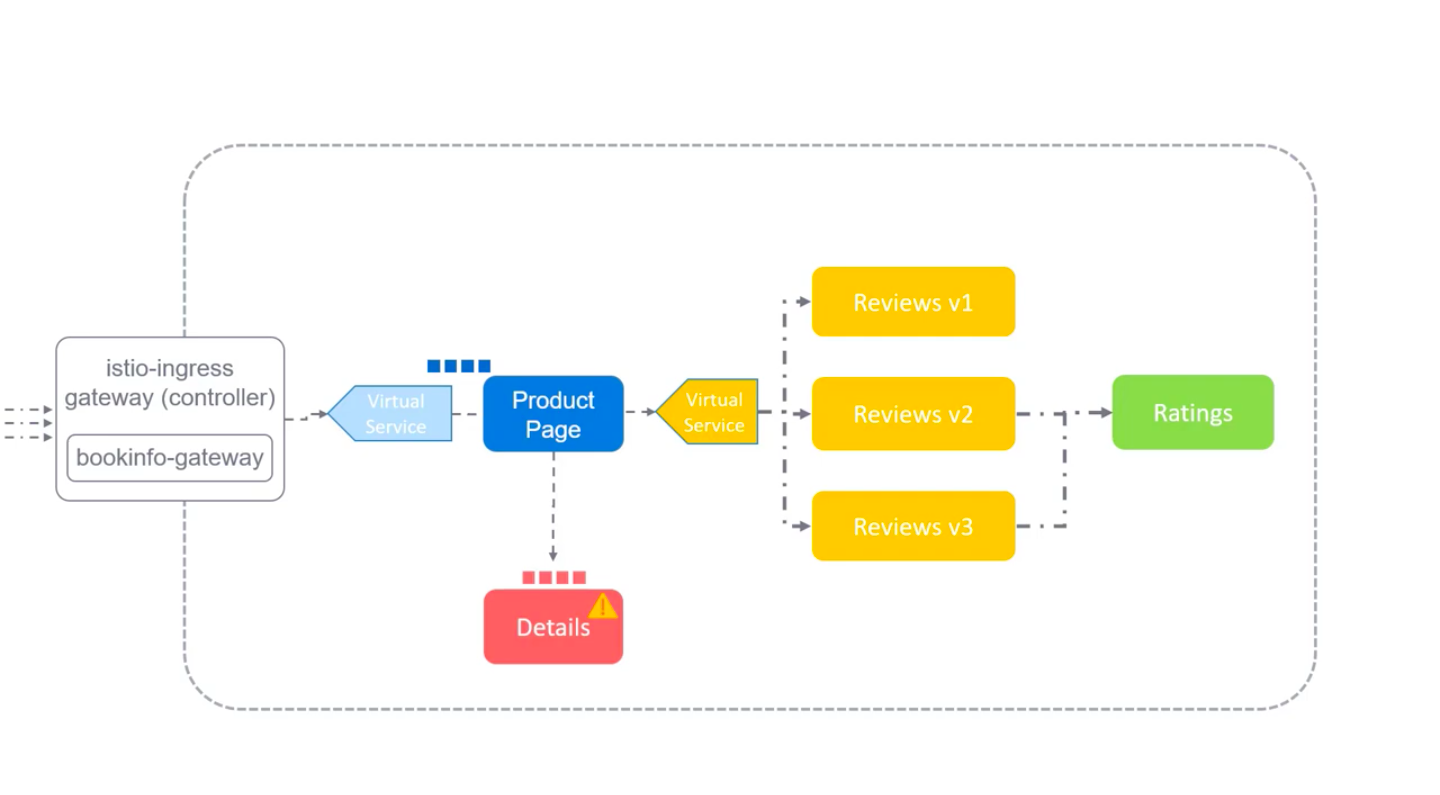 istio-ingress
gateway (controller)
bookinfo-gateway
Virtual
Service
Product
Page
Virtual
Service
Reviews v1
Reviews v2
Reviews v3
Ratings
Details